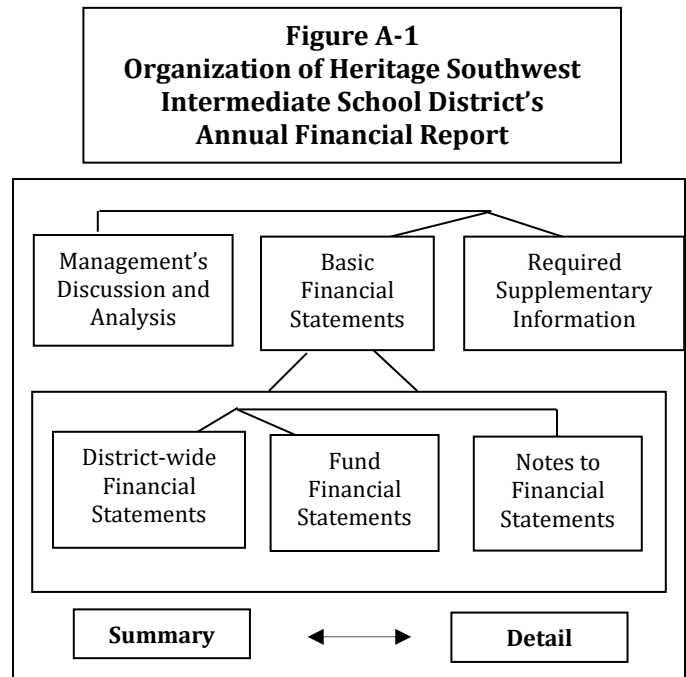 Figure A-1
Organization of Heritage Southwest
Intermediate School District’s
Annual Financial Report
Management’s
Discussion and
Analysis
Basic
Financial
Statements
Required
Supplementary
Information
District-wide
Financial
Statements
Fund
Financial
Statements
Notes to
Financial
Statements
Summary
Detail